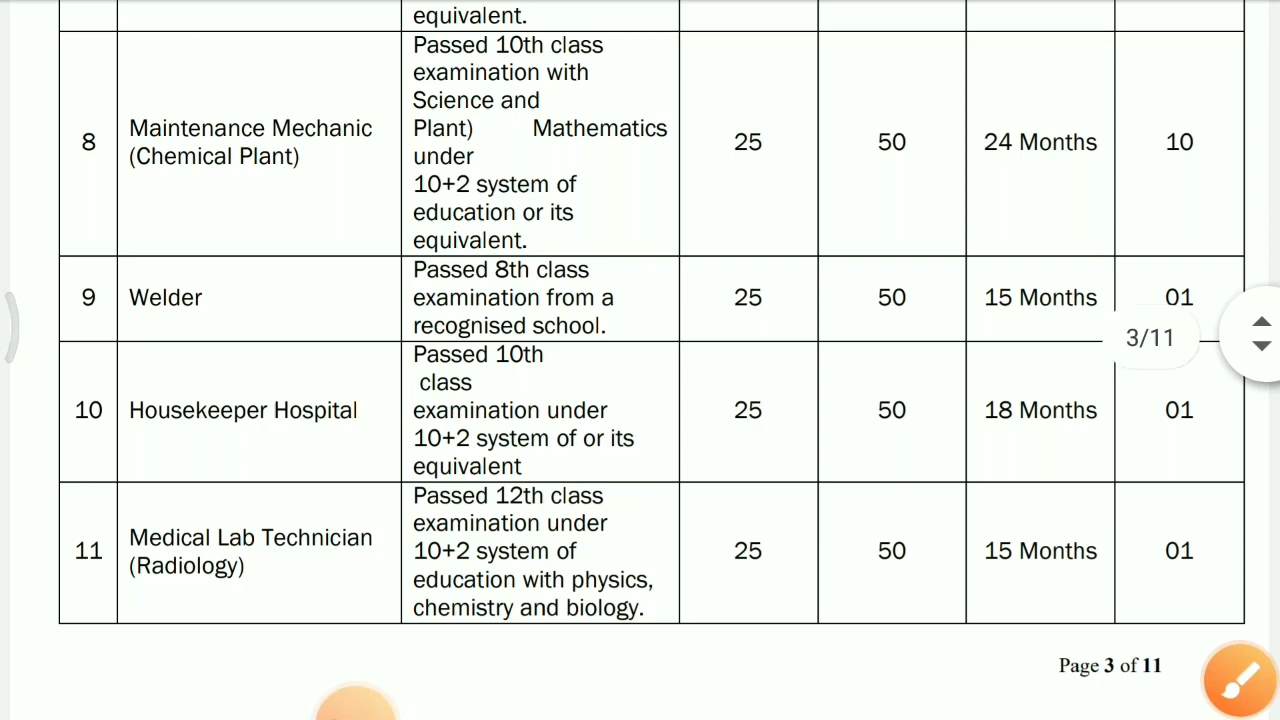 equivalent.
8
Maintenance Mechanic
(Chemical Plant)
Passed 10th class
examination with
Science and
Plant) Mathematics
under
10+2 system of
education or its
equivalent.
25
50
24 Months
10
9
Welder
Passed 8th class
examination from a
recognised school.
25
50
15 Months
01
3/11
10
Housekeeper Hospital
Passed 10th
class
examination under
10+2 system of or its
equivalent
25
50
18 Months
01
11
Medical Lab Technician
(Radiology)
Passed 12th class
examination under
10+2 system of
education with physics,
chemistry and biology.
25
50
15 Months
01
Page 3 of 11